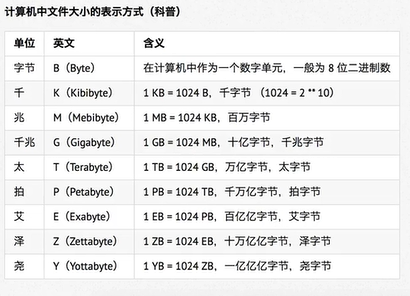 计算机中文件大小的表示方式（科普）
单位 英文 含义
字节 B（Byte） 在计算机中作为一个数字单元，一般为 8 位二进制数
千 K（Kibibyte） 1 KB = 1024 B，千字节 （1024 = 2 ** 10）
兆 M（Mebibyte） 1 MB = 1024 KB，百万字节
千兆 G（Gigabyte） 1 GB = 1024 MB，十亿字节，千兆字节
太 T（Terabyte） 1 TB = 1024 GB，万亿字节，太字节
拍 P（Petabyte） 1 PB = 1024 TB，千万亿字节，拍字节
艾 E（Exabyte） 1 EB = 1024 PB，百亿亿字节，艾字节
泽 Z（Zettabyte） 1 ZB = 1024 EB，十万亿亿字节，泽字节
尧 Y（Yottabyte） 1 YB = 1024 ZB，一亿亿亿字节，尧字节